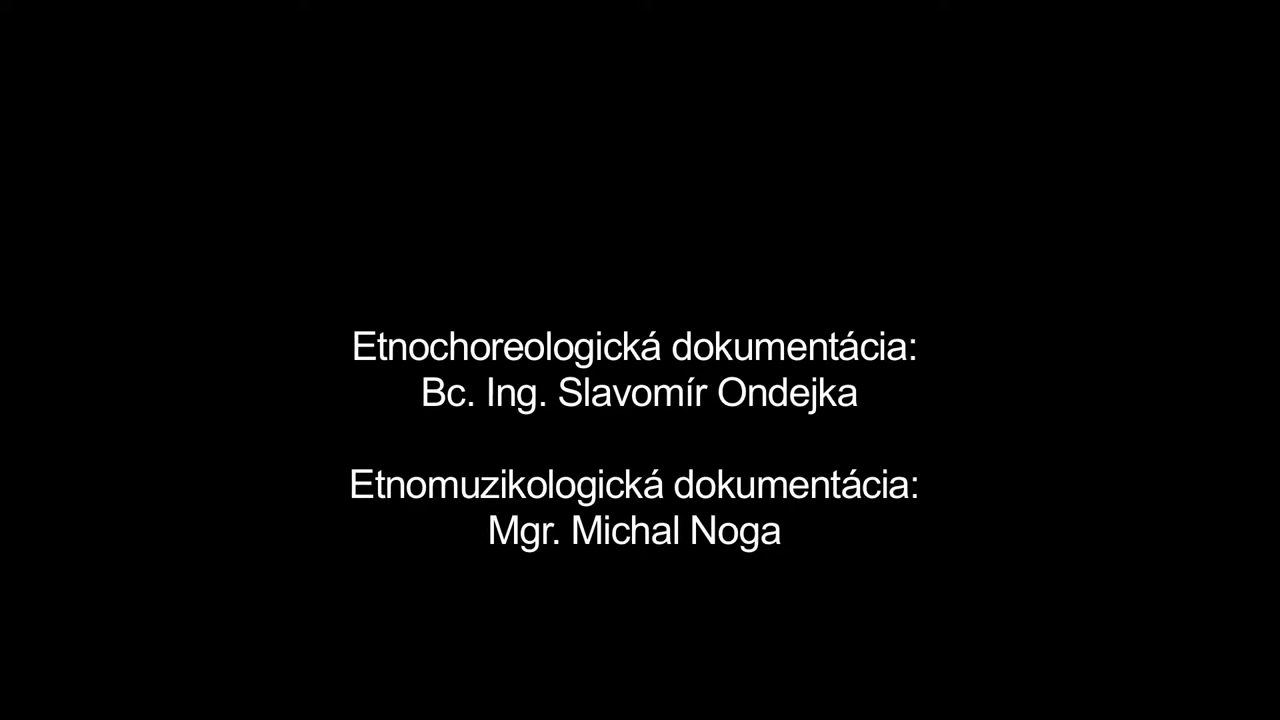 Etnochoreologická dokumentácia:
Bc. Ing. Slavomír Ondejka
Etnomuzikologická dokumentácia:
Mgr. Michal Noga